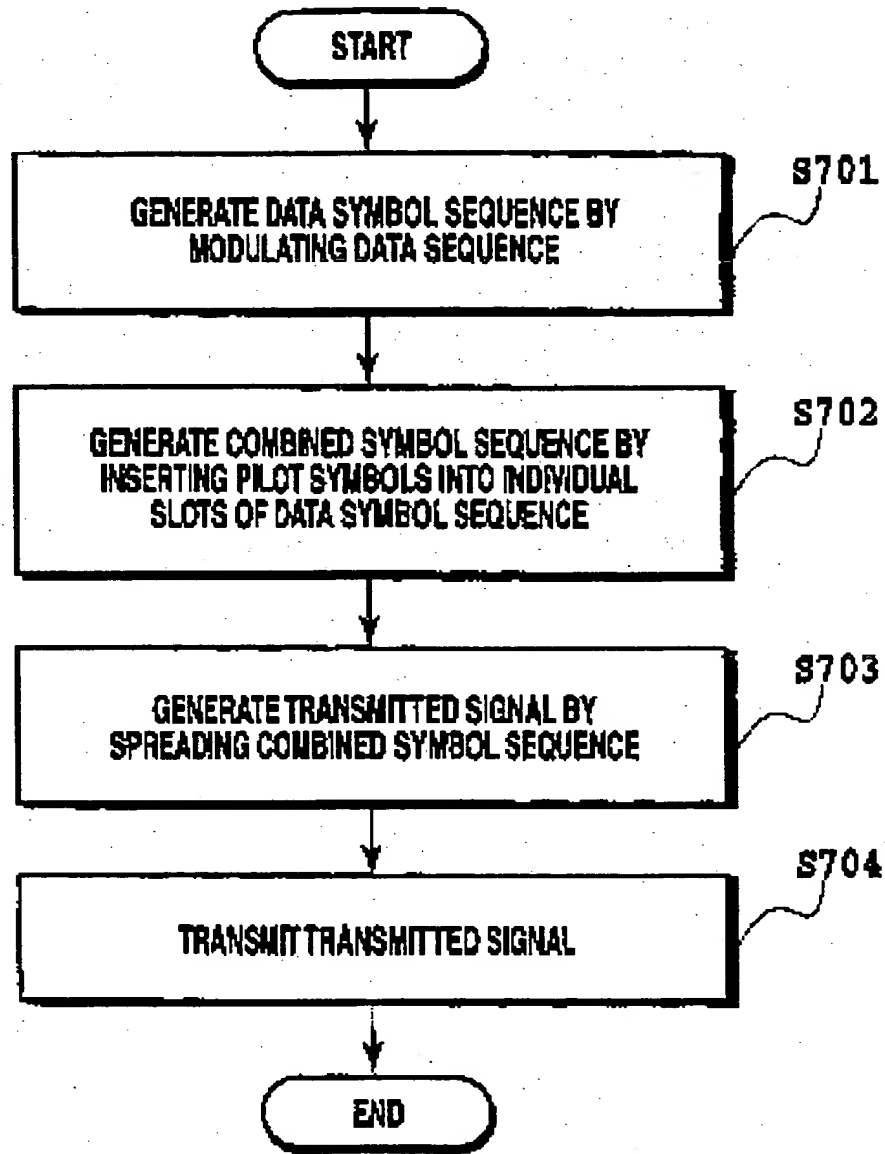 START
S701
GENERATE DATA SYMBOL SEQUENCE BY
MODULATING DATA SEQUENCE
S702
GENERATE COMBINED SYMBOL SEQUENCE BY
INSERTING PILOT SYMBOLS INTO INDIVIDUAL
SLOTS OF DATA SYMBOL SEQUENCE
S703
GENERATE TRANSMITTED SIGNAL BY
SPREADING COMBINED SYMBOL SEQUENCE
S704
TRANSMIT TRANSMITTED SIGNAL
END